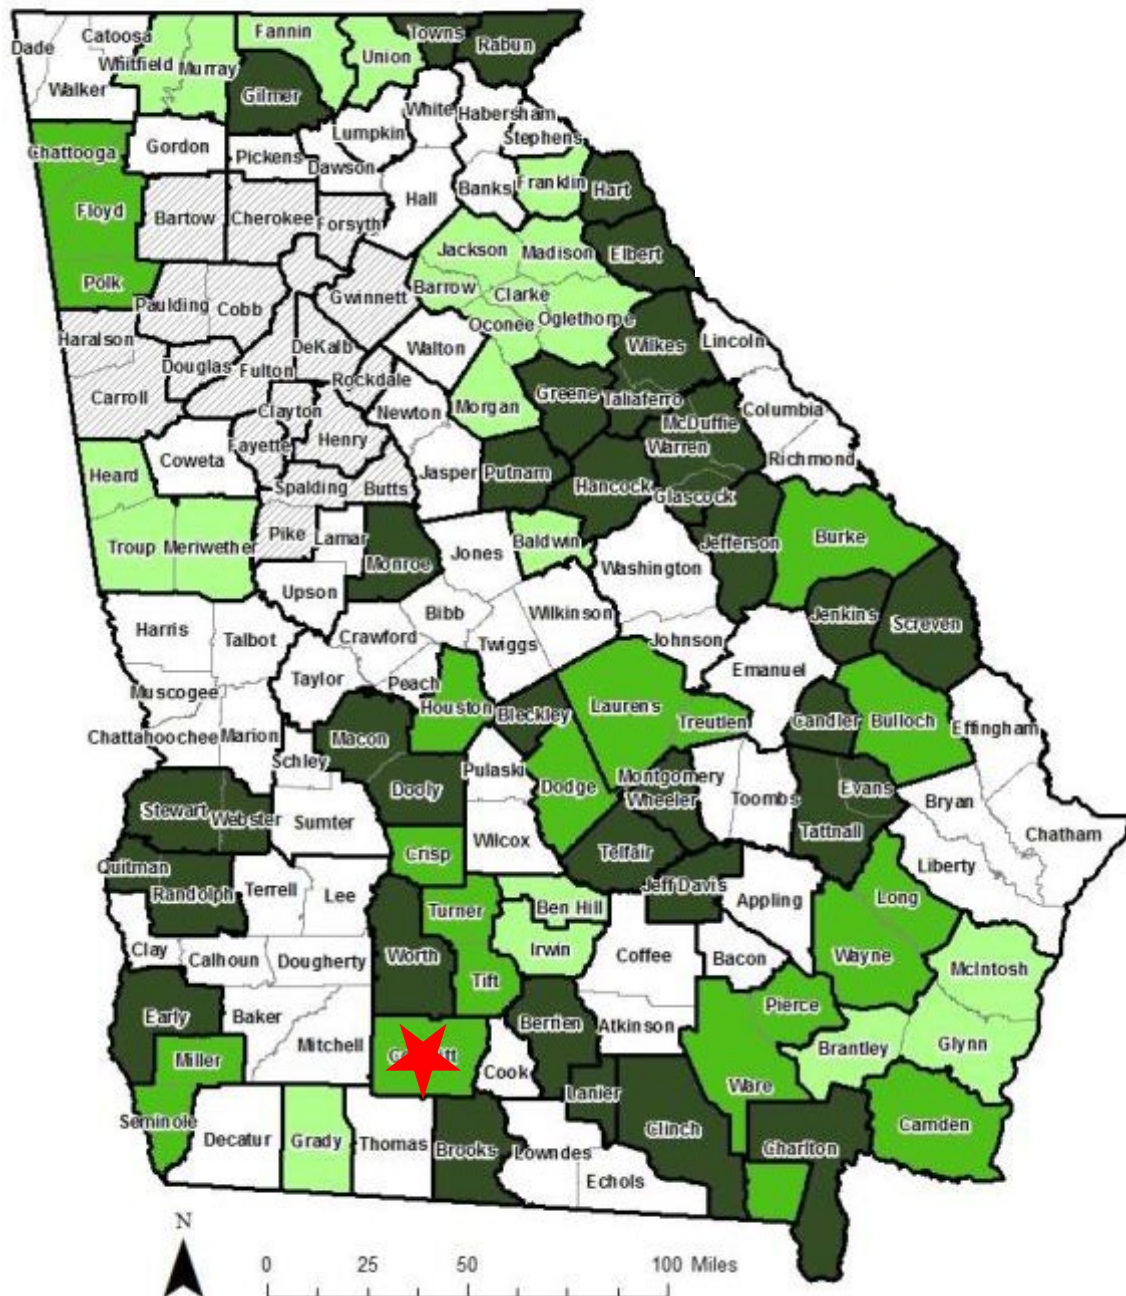 Dade
Catoosa
Whitfield
Murray
Fannin
Union
Towns
Rabun
Walker
Gilmer
White
Habersham
Stephens
Lumpkin
Chattooga
Gordon
Pickens
Dawson
Hall
Banks
Franklin
Hart
Floyd
Bartow
Cherokee
Forsyth
Jackson
Madison
Elbert
Polk
Paulding
Cobb
Gwinnett
Barrow
Clarke
Oconee
Oglethorpe
Haralson
Douglas
Fulton
DeKalb
Rockdale
Walton
Wilkes
Lincoln
Carroll
Clayton
Newton
Morgan
Greene
Taliaferro
McDuffie
Columbia
Fayette
Henry
Warren
Richmond
Heard
Coweta
Spalding
Butts
Jasper
Putnam
Hancock
Glascock
Troup
Meriwether
Pike
Lamar
Monroe
Jones
Baldwin
Washington
Jefferson
Burke
Upson
Bibb
Wilkinson
Jenkins
Screven
Harris
Talbot
Crawford
Twiggs
Johnson
Emanuel
Taylor
Peach
Muscogee
Houston
Bleckley
Laurens
Treutlen
Candler
Bulloch
Effingham
Chattahoochee
Marion
Macon
Schley
Pulaski
Dodge
Montgomery
Wheeler
Toombs
Evans
Bryan
Stewart
Webster
Sumter
Dooly
Wilcox
Tattnall
Chatham
Quitman
Randolph
Terrell
Lee
Crisp
Telfair
Jeff Davis
Appling
Liberty
Turner
Ben Hill
Long
Clay
Calhoun
Dougherty
Worth
Irwin
Coffee
Bacon
Wayne
McIntosh
Tift
Early
Baker
Mitchell
Berrien
Atkinson
Pierce
Miller
Cook
Brantley
Glynn
Seminole
Lanier
Ware
Decatur
Grady
Thomas
Brooks
Lowndes
Clinch
Charlton
Camden
Echols
N
0 25 50 100 Miles